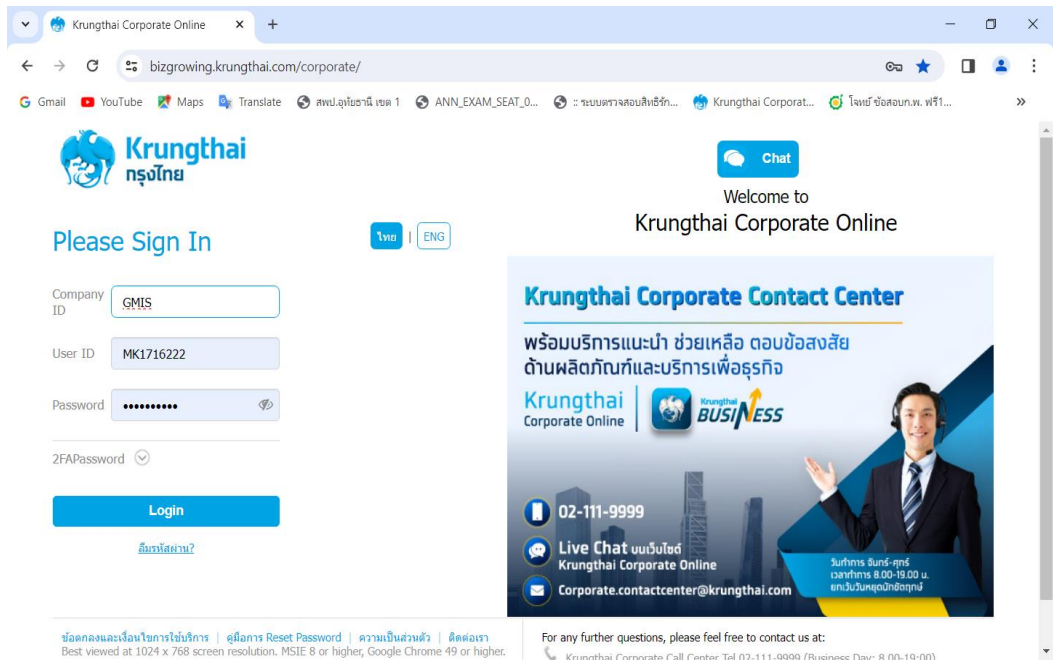 Krungthai Corporate Online
bizgrowing.krungthai.com/corporate/
Gmail YouTube Maps Translate สพป.อุทัยธานี เขต 1 ANN_EXAM_SEAT_0... :: ระบบตรวจสอบสิทธิรัก... Krungthai Corporat... โจทย์ ข้อสอบก.พ. ฟรี1... »
Krungthai
กรุงไทย
Chat
Welcome to
Krungthai Corporate Online
Please Sign In
ไทย | ENG
Company ID
GMIS
User ID
MK1716222
Password
••••••••••
2FAPassword
Login
ลืมรหัสผ่าน?
Krungthai Corporate Contact Center
พร้อมบริการแนะนำ ช่วยเหลือ ตอบข้อสงสัย
ด้านผลิตภัณฑ์และบริการเพื่อธุรกิจ
Krungthai
Corporate Online
Krungthai
BUSINESS
02-111-9999
Live Chat บนเว็บไซต์
Krungthai Corporate Online
Corporate.contactcenter@krungthai.com
วันทำการ จันทร์-ศุกร์
เวลาทำการ 8.00-19.00 น.
ยกเว้นวันหยุดนักขัตฤกษ์
ข้อตกลงและเงื่อนไขการใช้บริการ | คู่มือการ Reset Password | ความเป็นส่วนตัว | ติดต่อเรา
Best viewed at 1024 x 768 screen resolution. MSIE 8 or higher, Google Chrome 49 or higher.
For any further questions, please feel free to contact us at:
Krungthai Corporate Call Center Tel 02-111-9999 (Business Day: 8.00-19:00)